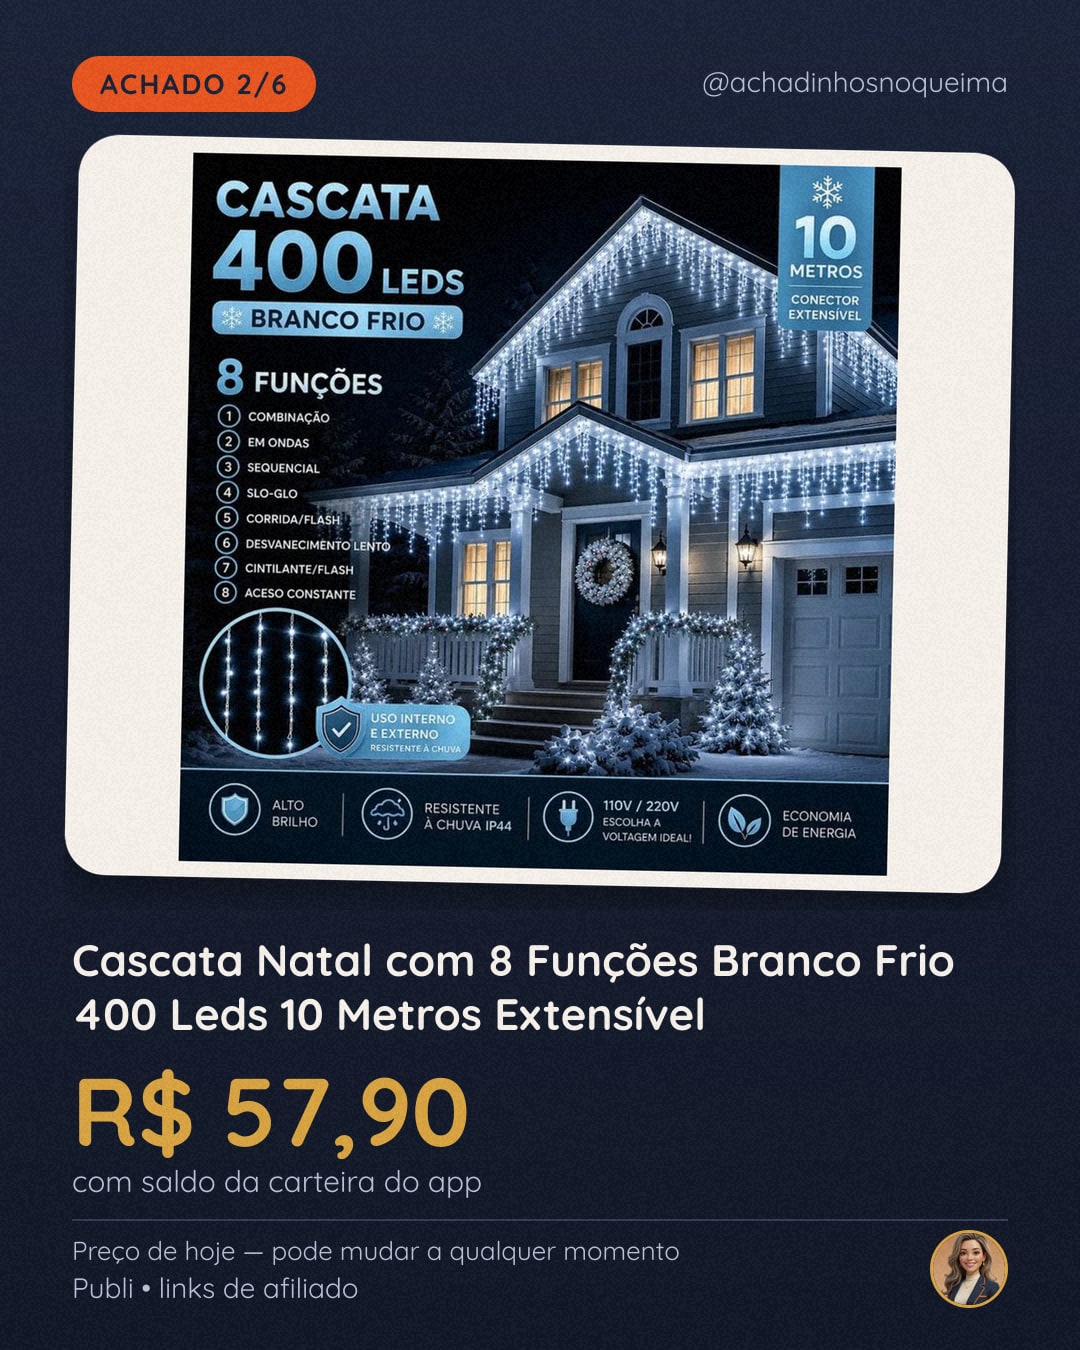 ACHADO 2/6
@achadinhosnoqueima
CASCATA
400 LEDS
BRANCO FRIO
10
METROS
CONECTOR
EXTENSÍVEL
8 FUNÇÕES
1 COMBINAÇÃO
2 EM ONDAS
3 SEQUENCIAL
4 SLO-GLO
5 CORRIDA/FLASH
6 DESVANECIMENTO LENTO
7 CINTILANTE/FLASH
8 ACESO CONSTANTE
USO INTERNO
E EXTERNO
RESISTENTE À CHUVA
ALTO
BRILHO
RESISTENTE
À CHUVA IP44
110V / 220V
ESCOLHA A
VOLTAGEM IDEAL!
ECONOMIA
DE ENERGIA
Cascata Natal com 8 Funções Branco Frio
400 Leds 10 Metros Extensível
R$ 57,90
com saldo da carteira do app
Preço de hoje — pode mudar a qualquer momento
Publi • links de afiliado